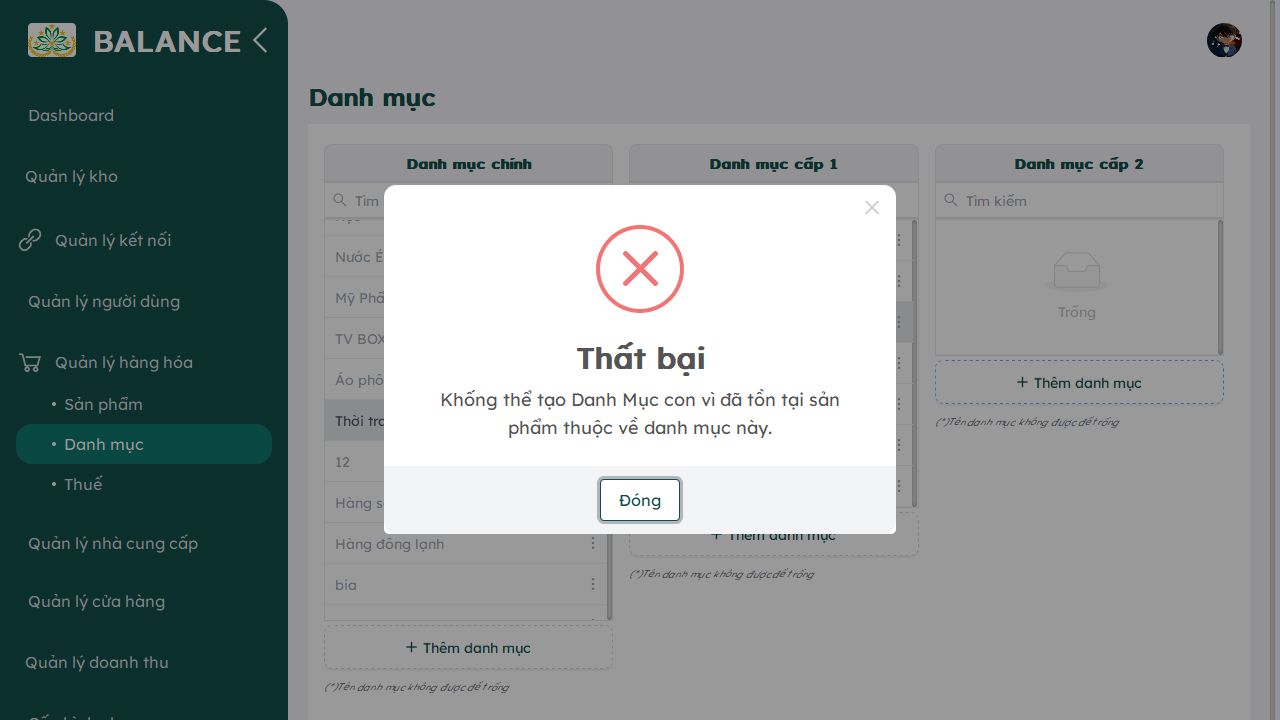 BALANCE
Dashboard
Quản lý kho
Quản lý kết nối
Quản lý người dùng
Quản lý hàng hóa
• Sản phẩm
• Danh mục
• Thuế
Quản lý nhà cung cấp
Quản lý cửa hàng
Quản lý doanh thu
Danh mục
Danh mục chính
Tìm
Nước É
Mỹ Phẩ
TV BOX
Áo phô
Thời tra
12
Hàng s
Hàng đông lạnh
bia
+ Thêm danh mục
(*)Tên danh mục không được để trống
Danh mục cấp 1
+ Thêm danh mục
(*)Tên danh mục không được để trống
Danh mục cấp 2
Tìm kiếm
Trống
+ Thêm danh mục
(*)Tên danh mục không được để trống
Thất bại
Khống thể tạo Danh Mục con vì đã tồn tại sản
phẩm thuộc về danh mục này.
Đóng